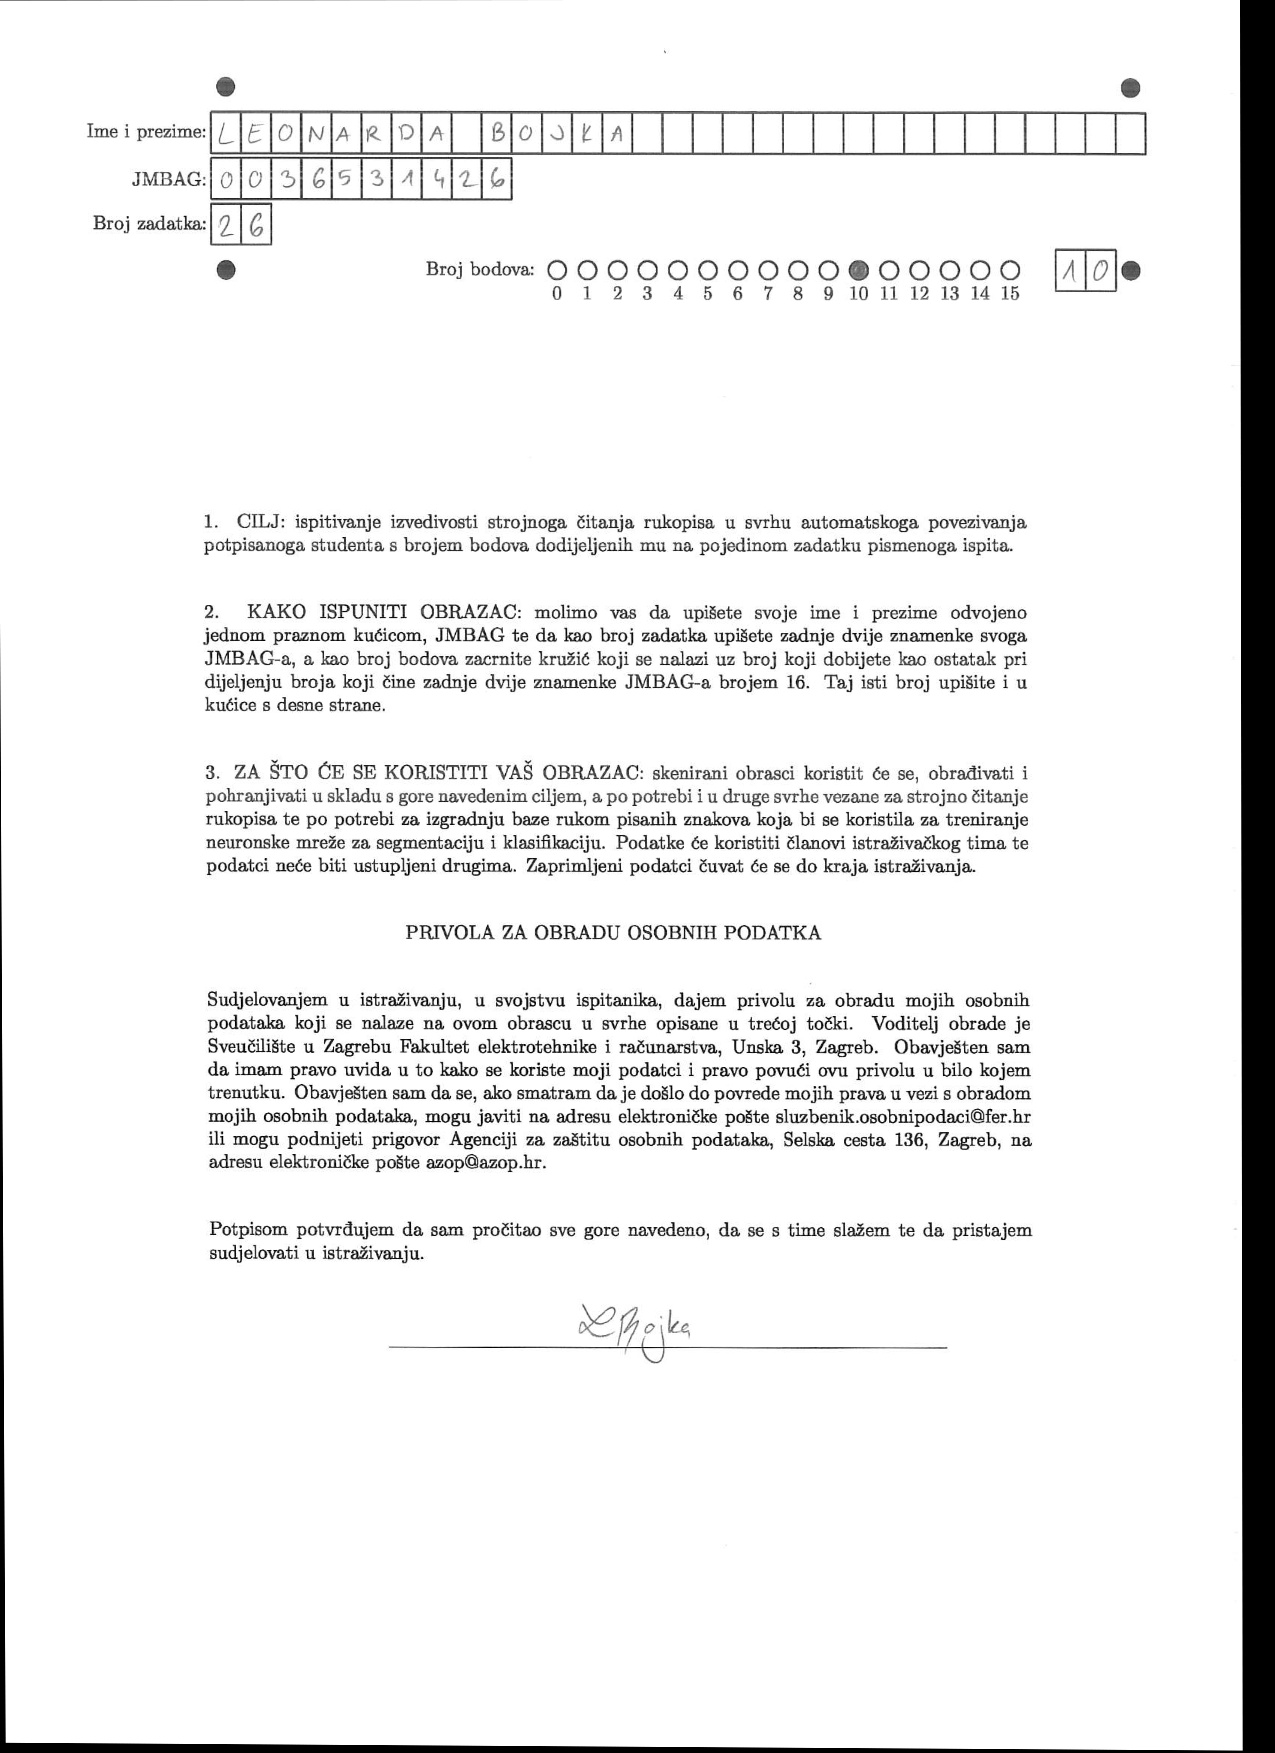 Ime i prezime: LEONARDA BOJKA
JMBAG: 0036531426
Broj zadatka: 26
Broj bodova: 10
0 1 2 3 4 5 6 7 8 9 10 11 12 13 14 15
1. CILJ: ispitivanje izvedivosti strojnoga čitanja rukopisa u svrhu automatskoga povezivanja
potpisanoga studenta s brojem bodova dodijeljenih mu na pojedinom zadatku pismenoga ispita.
2. KAKO ISPUNITI OBRAZAC: molimo vas da upišete svoje ime i prezime odvojeno
jednom praznom kućicom, JMBAG te da kao broj zadatka upišete zadnje dvije znamenke svoga
JMBAG-a, a kao broj bodova zacrnite kružić koji se nalazi uz broj koji dobijete kao ostatak pri
dijeljenju broja koji čine zadnje dvije znamenke JMBAG-a brojem 16. Taj isti broj upišite i u
kućice s desne strane.
3. ZA ŠTO ĆE SE KORISTITI VAŠ OBRAZAC: skenirani obrasci koristit će se, obrađivati i
pohranjivati u skladu s gore navedenim ciljem, a po potrebi i u druge svrhe vezane za strojno čitanje
rukopisa te po potrebi za izgradnju baze rukom pisanih znakova koja bi se koristila za treniranje
neuronske mreže za segmentaciju i klasifikaciju. Podatke će koristiti članovi istraživačkog tima te
podatci neće biti ustupljeni drugima. Zaprimljeni podatci čuvat će se do kraja istraživanja.
PRIVOLA ZA OBRADU OSOBNIH PODATKA
Sudjelovanjem u istraživanju, u svojstvu ispitanika, dajem privolu za obradu mojih osobnih
podataka koji se nalaze na ovom obrascu u svrhe opisane u trećoj točki. Voditelj obrade je
Sveučilište u Zagrebu Fakultet elektrotehnike i računarstva, Unska 3, Zagreb. Obavješten sam
da imam pravo uvida u to kako se koriste moji podatci i pravo povući ovu privolu u bilo kojem
trenutku. Obavješten sam da se, ako smatram da je došlo do povrede mojih prava u vezi s obradom
mojih osobnih podataka, mogu javiti na adresu elektroničke pošte sluzbenik.osobnipodaci@fer.hr
ili mogu podnijeti prigovor Agenciji za zaštitu osobnih podataka, Selska cesta 136, Zagreb, na
adresu elektroničke pošte azop@azop.hr.
Potpisom potvrđujem da sam pročitao sve gore navedeno, da se s time slažem te da pristajem
sudjelovati u istraživanju.
LBojka